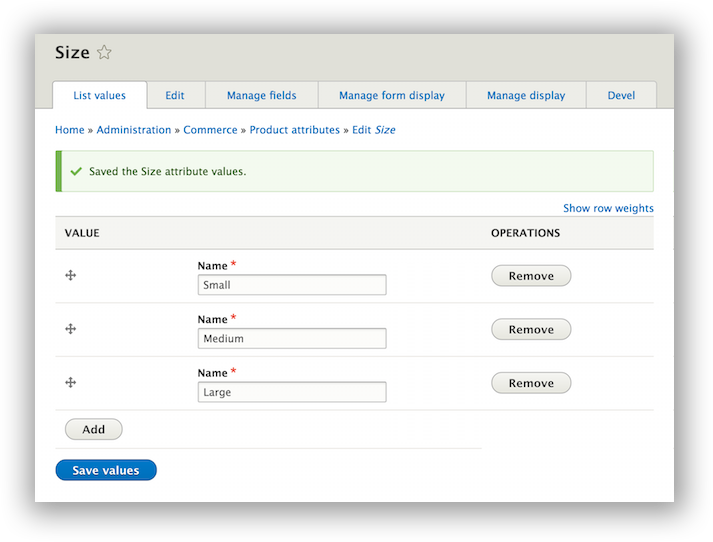 Size
List values Edit Manage fields Manage form display Manage display Devel
Home » Administration » Commerce » Product attributes » Edit Size
Saved the Size attribute values.
Show row weights
VALUE OPERATIONS
Name *
Small Remove
Name *
Medium Remove
Name *
Large Remove
Add
Save values